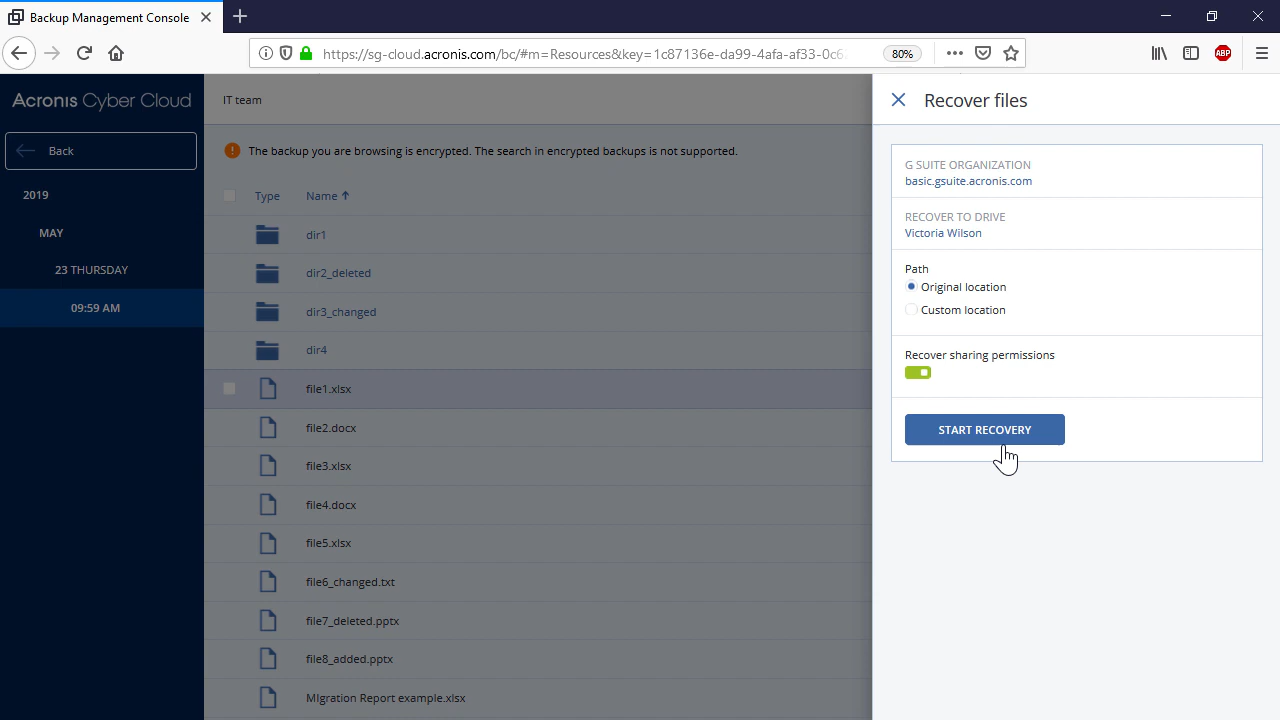 Backup Management Console
https://sg-cloud.acronis.com/bc/#m=Resources&key=1c87136e-da99-4afa-af33-0c6
80%
ABP
Acronis Cyber Cloud
Back
2019
MAY
23 THURSDAY
09:59 AM
IT team
The backup you are browsing is encrypted. The search in encrypted backups is not supported.
Type Name
dir1
dir2_deleted
dir3_changed
dir4
file1.xlsx
file2.docx
file3.xlsx
file4.docx
file5.xlsx
file6_changed.txt
file7_deleted.pptx
file8_added.pptx
MIgration Report example.xlsx
Recover files
G SUITE ORGANIZATION
basic.gsuite.acronis.com
RECOVER TO DRIVE
Victoria Wilson
Path
Original location
Custom location
Recover sharing permissions
START RECOVERY